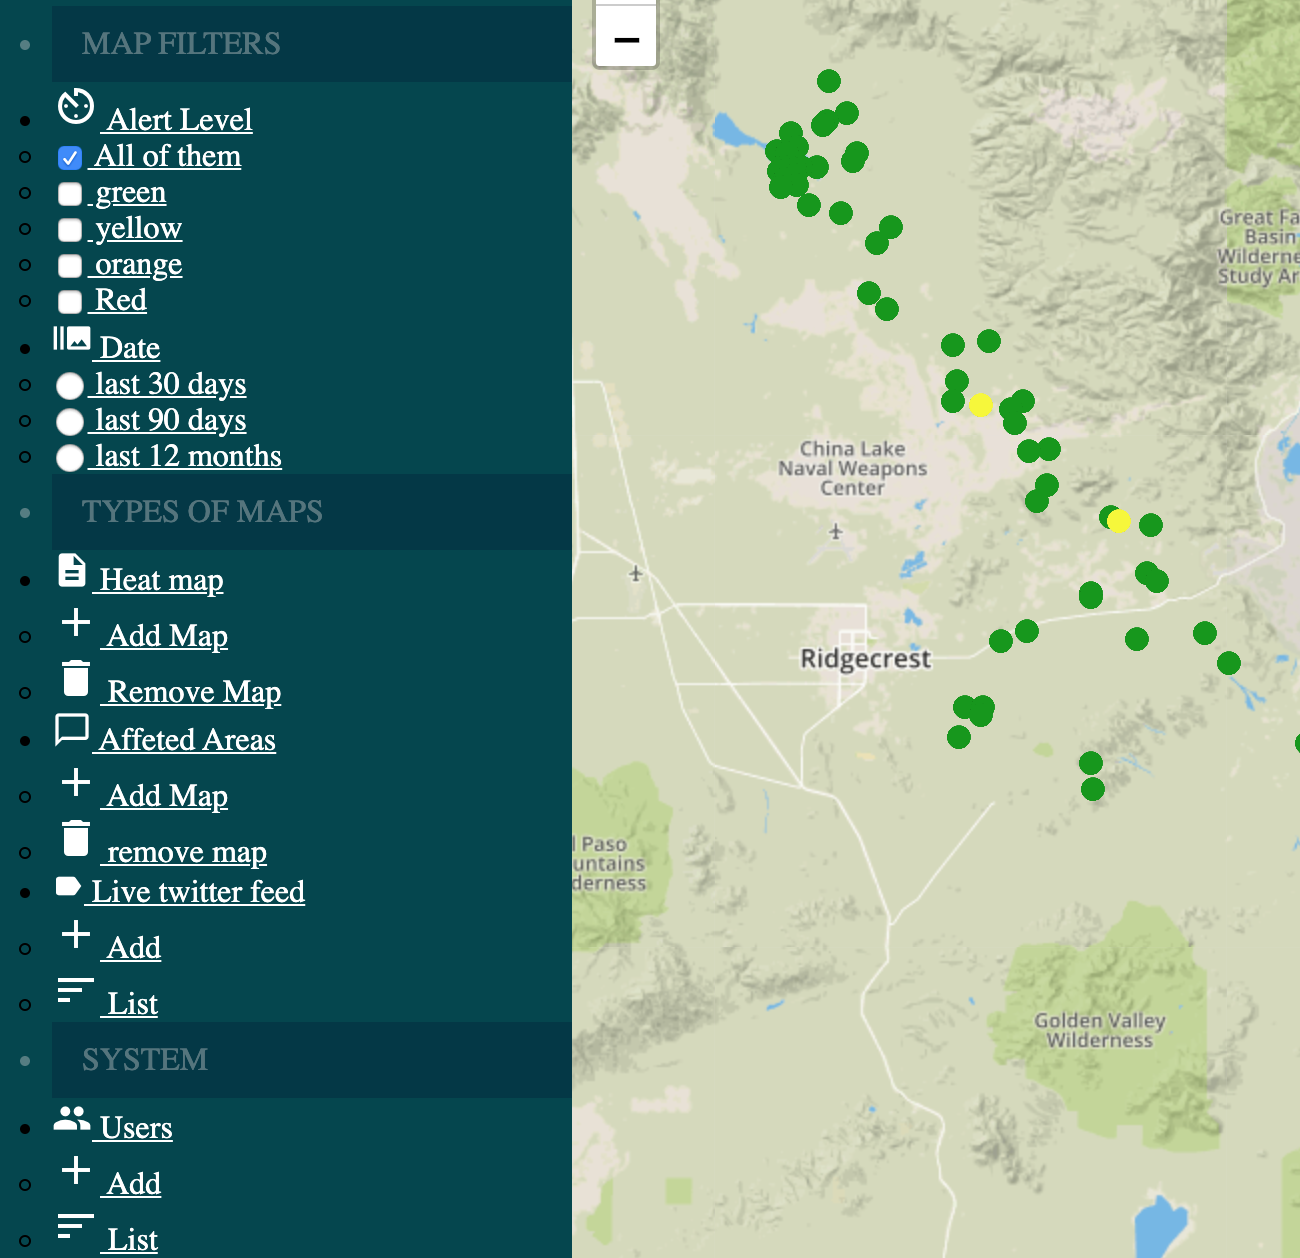 MAP FILTERS
Alert Level
All of them
green
yellow
orange
Red
Date
last 30 days
last 90 days
last 12 months
TYPES OF MAPS
Heat map
Add Map
Remove Map
Affeted Areas
Add Map
remove map
Live twitter feed
Add
List
SYSTEM
Users
Add
List
Great Fa
Basin
Wilderne
Study Ar
China Lake
Naval Weapons
Center
Ridgecrest
l Paso
untains
derness
Golden Valley
Wilderness